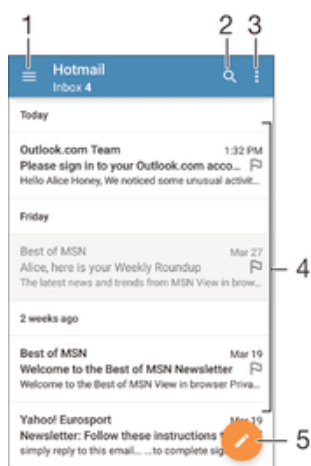 1 2 3
Hotmail
Inbox 4
Today
Outlook.com Team 1:32 PM
Please sign in to your Outlook.com acco...
Hello Alice Honey, We noticed some unusual activit...
Friday
Best of MSN Mar 27
Alice, here is your Weekly Roundup
The latest news and trends from MSN View in brow...
4
2 weeks ago
Best of MSN Mar 19
Welcome to the Best of MSN Newsletter
Welcome to the Best of MSN View in browser Priva...
Yahoo! Eurosport Mar 19
Newsletter: Follow these instructions
5
simply reply to this email... ...to complete